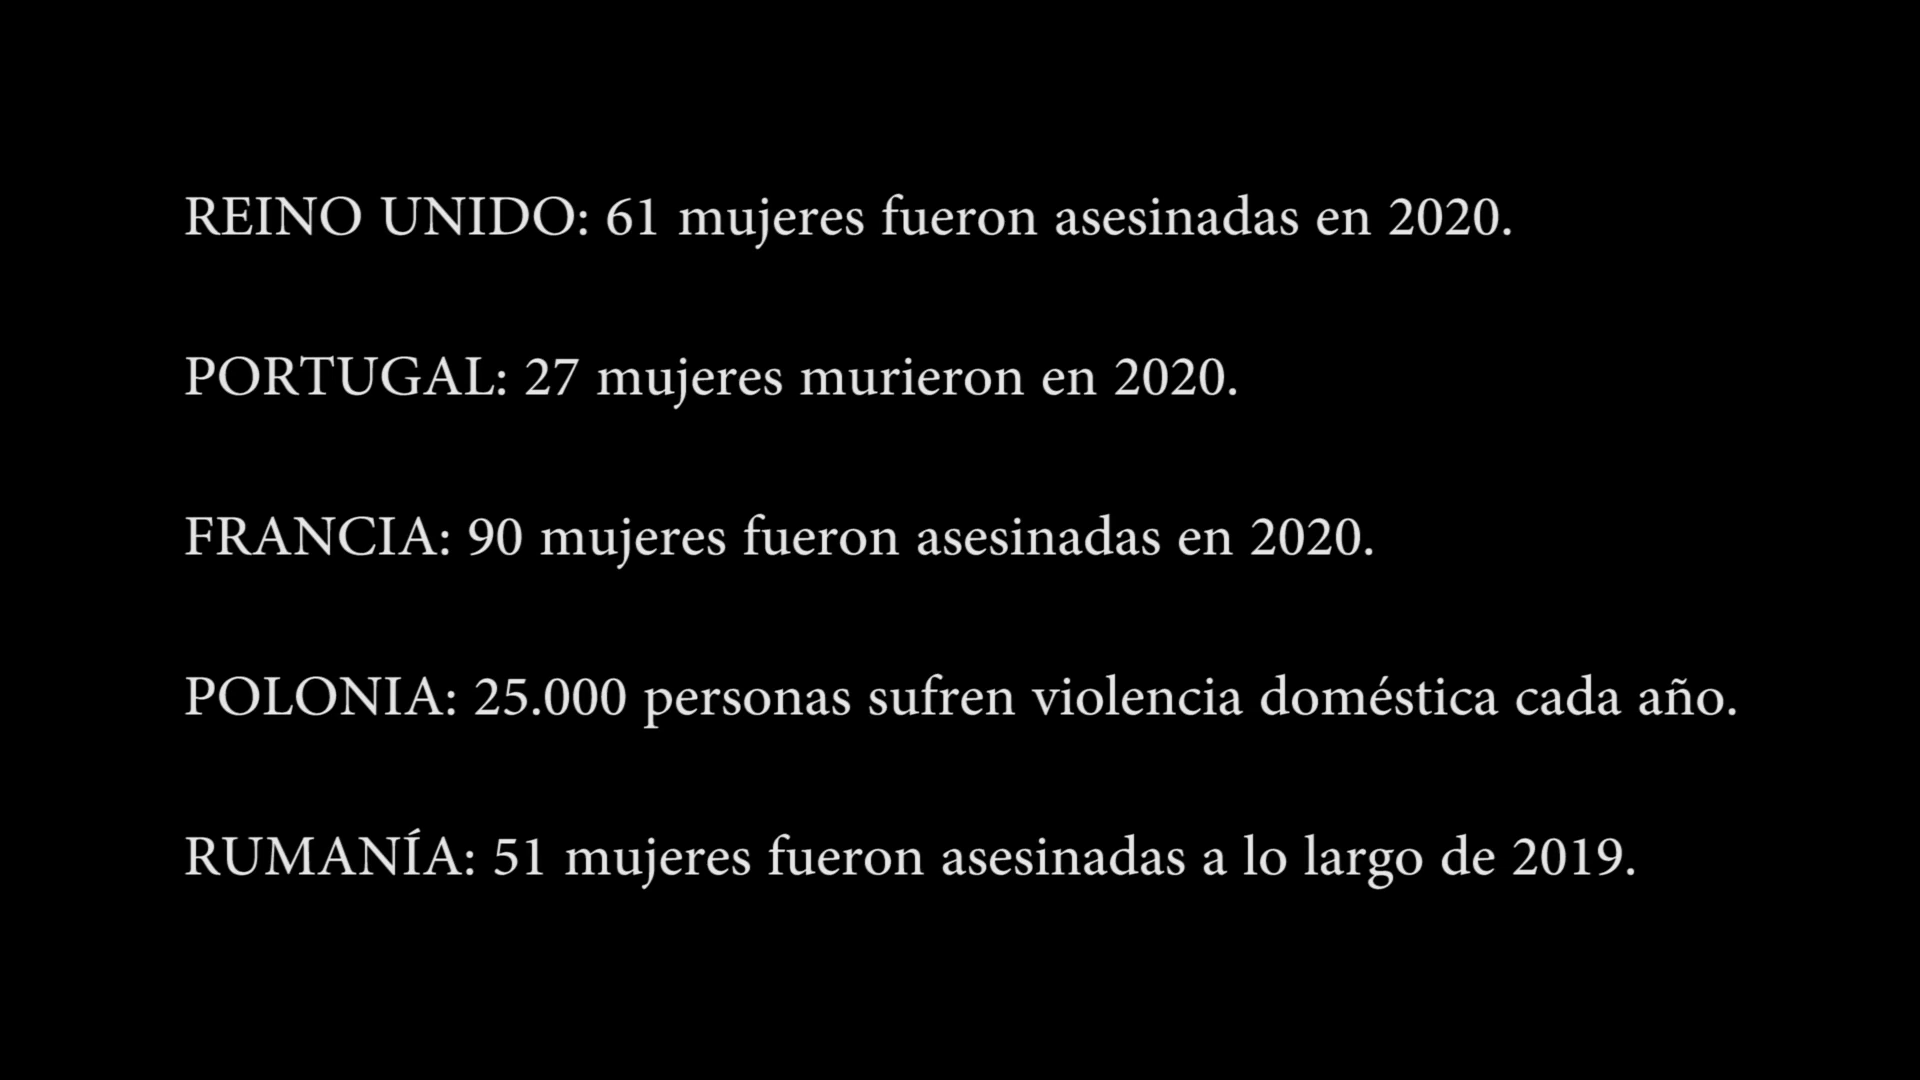 REINO UNIDO: 61 mujeres fueron asesinadas en 2020.
PORTUGAL: 27 mujeres murieron en 2020.
FRANCIA: 90 mujeres fueron asesinadas en 2020.
POLONIA: 25.000 personas sufren violencia doméstica cada año.
RUMANÍA: 51 mujeres fueron asesinadas a lo largo de 2019.